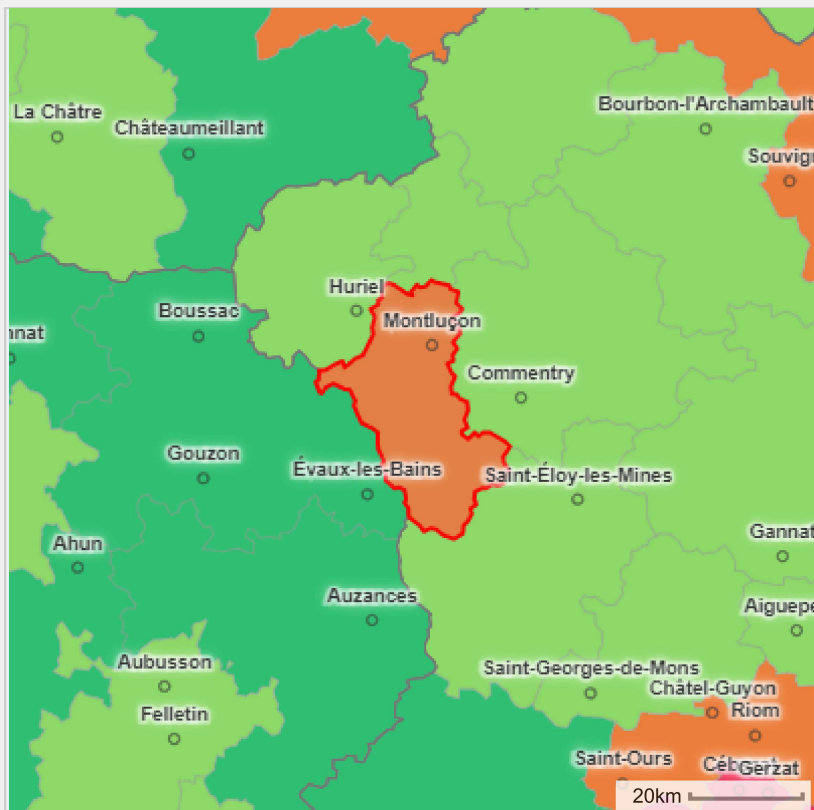 La Châtre
Châteaumeillant
Bourbon-l'Archambault
Souvign
Huriel
Boussac
Montluçon
nnat
Commentry
Gouzon
Évaux-les-Bains
Saint-Éloy-les-Mines
Gannat
Ahun
Auzances
Aiguepe
Aubusson
Saint-Georges-de-Mons
Châtel-Guyon
Felletin
Riom
Saint-Ours
Gerzat
20km